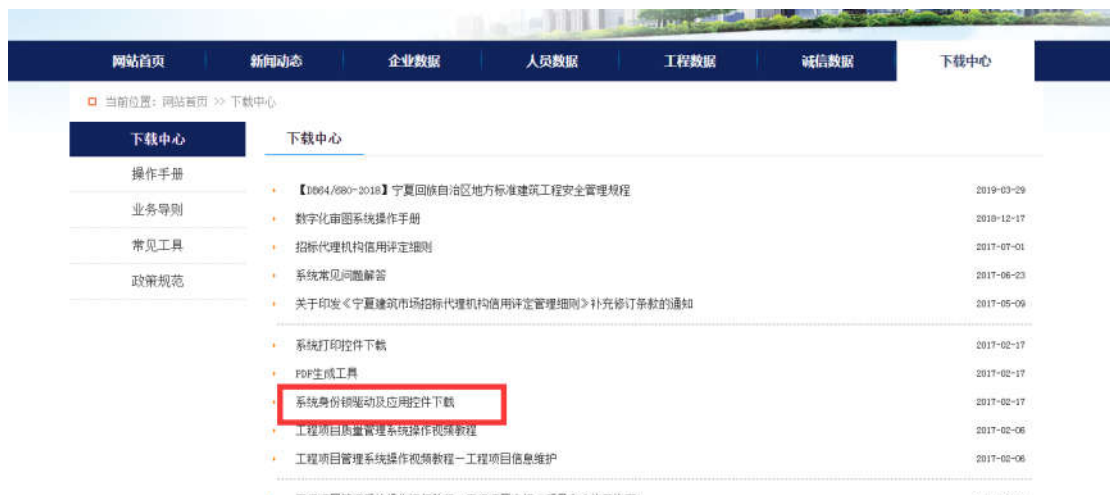 网站首页 新闻动态 企业数据 人员数据 工程数据 诚信数据 下载中心
当前位置：网站首页 >> 下载中心
下载中心
操作手册
业务导则
常见工具
政策规范
下载中心
【DB64/680-2018】宁夏回族自治区地方标准建筑工程安全管理规程 2019-03-29
数字化审图系统操作手册 2018-12-17
招标代理机构信用评定细则 2017-07-01
系统常见问题解答 2017-06-23
关于印发《宁夏建筑市场招标代理机构信用评定管理细则》补充修订条款的通知 2017-05-09
系统打印控件下载 2017-02-17
PDF生成工具 2017-02-17
系统身份锁驱动及应用控件下载 2017-02-17
工程项目质量管理系统操作视频教程 2017-02-06
工程项目管理系统操作视频教程—工程项目信息维护 2017-02-06